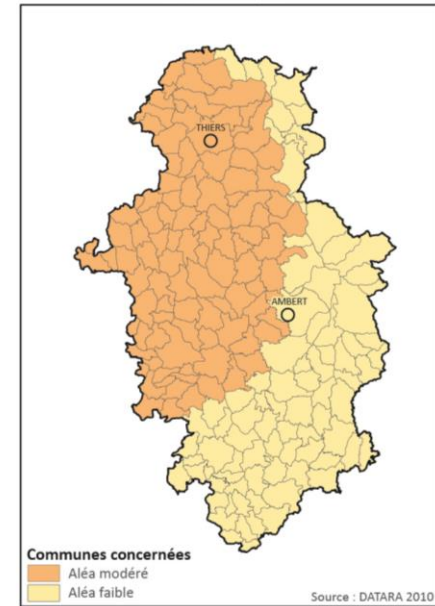 THIERS
AMBERT
Communes concernées
Aléa modéré
Aléa faible
Source : DATARA 2010